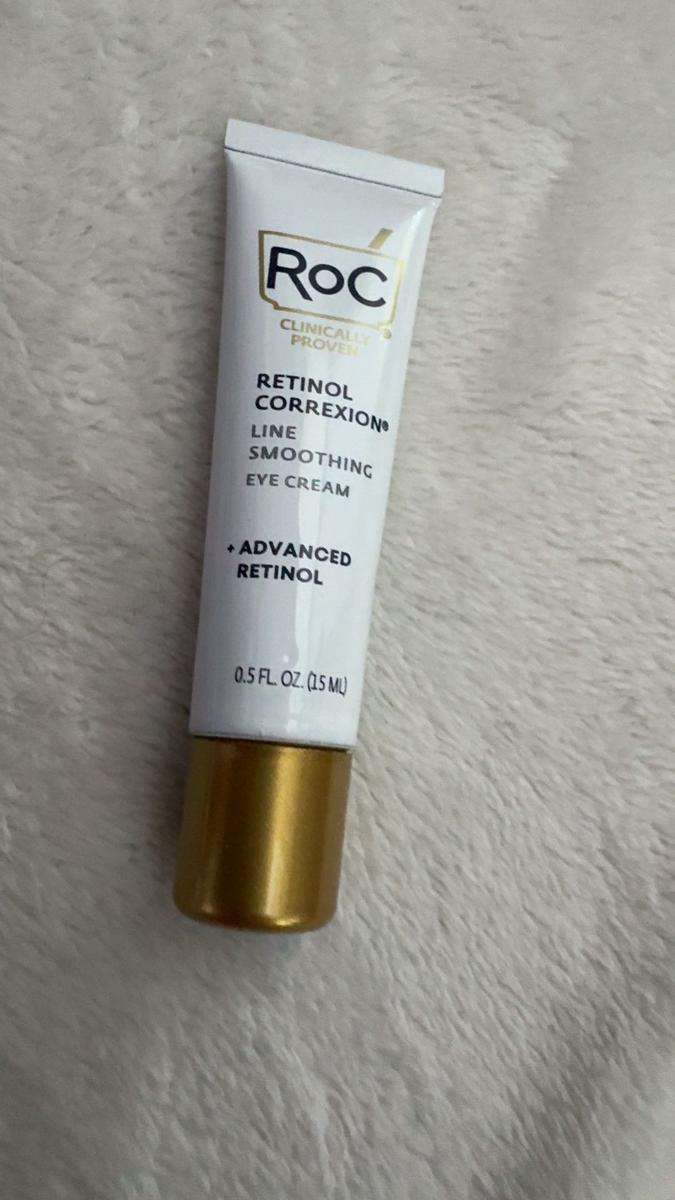 RoC
CLINICALLY
PROVEN
RETINOL
CORREXION®
LINE
SMOOTHING
EYE CREAM
+ ADVANCED
RETINOL
0.5 FL. OZ. (15 ML)